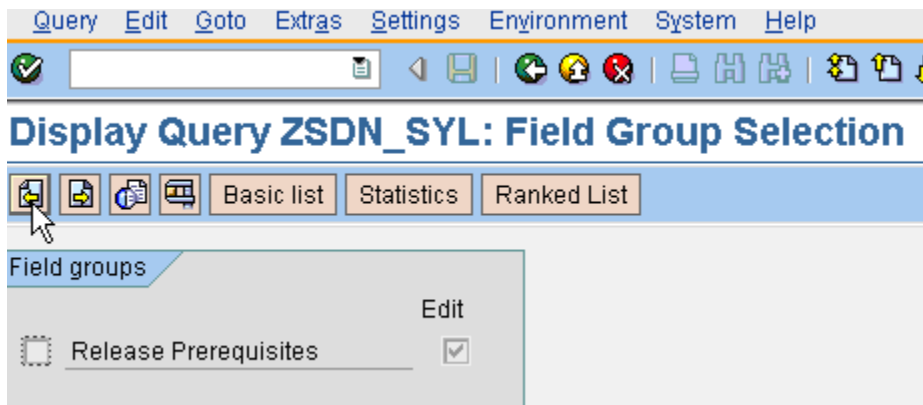 Query Edit Goto Extras Settings Environment System Help
Display Query ZSDN_SYL: Field Group Selection
Basic list Statistics Ranked List
Field groups
Edit
Release Prerequisites